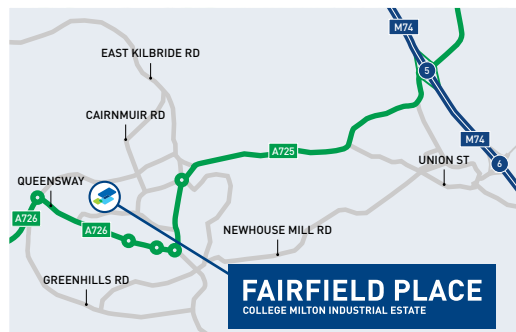 M74
EAST KILBRIDE RD
5
CAIRNMUIR RD
M74
A725
UNION ST
6
QUEENSWAY
A726
A726
NEWHOUSE MILL RD
GREENHILLS RD
FAIRFIELD PLACE
COLLEGE MILTON INDUSTRIAL ESTATE